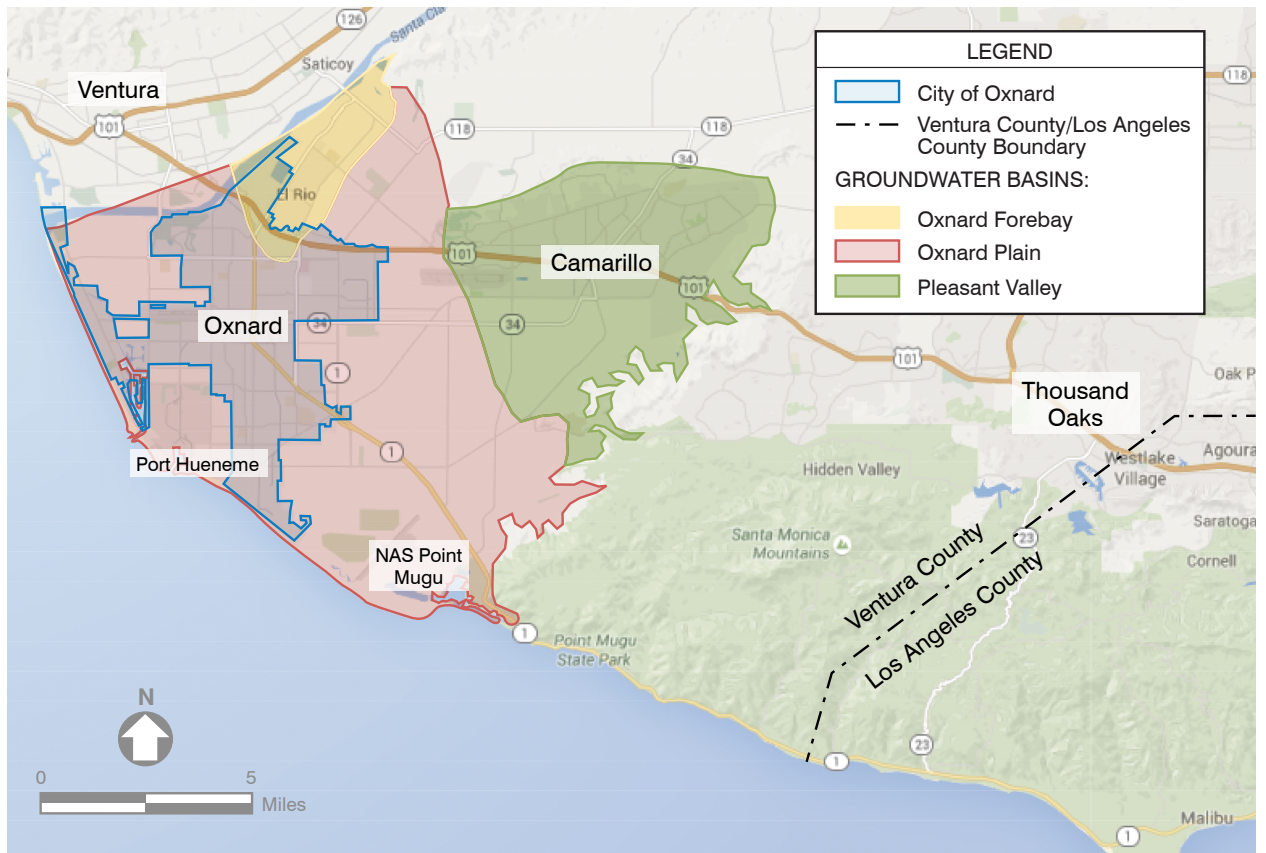 126
Santa Cla
Saticoy
Ventura
101
118
118
118
34
El Rio
101
Camarillo
101
Oxnard
34
34
1
101
Oak P
Thousand
Oaks
1
Port Hueneme
Hidden Valley
Westlake
Village
Agoura
Santa Monica
Mountains
Saratoga
23
Cornell
NAS Point
Mugu
Ventura County
Los Angeles County
1
Point Mugu
State Park
23
1
Malibu
1
LEGEND
City of Oxnard
Ventura County/Los Angeles
County Boundary
GROUNDWATER BASINS:
Oxnard Forebay
Oxnard Plain
Pleasant Valley
N
0 5
Miles